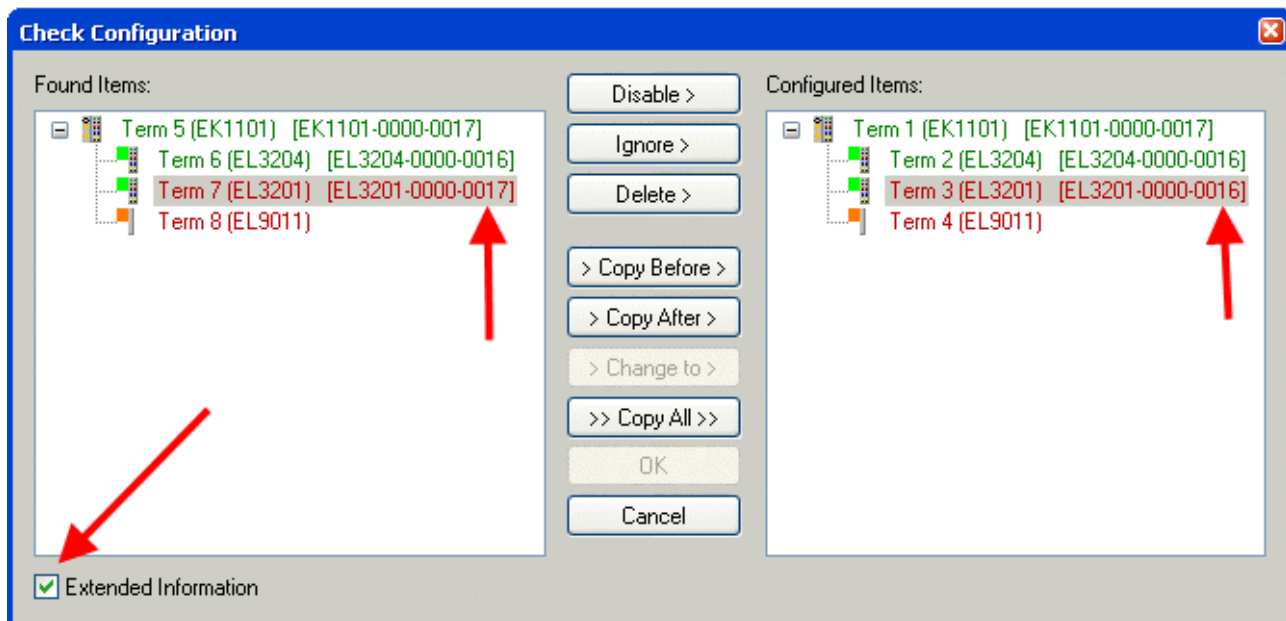 Check Configuration
Found Items:
Term 5 (EK1101) [EK1101-0000-0017]
Term 6 (EL3204) [EL3204-0000-0016]
Term 7 (EL3201) [EL3201-0000-0017]
Term 8 (EL9011)
Extended Information
Disable >
Ignore >
Delete >
> Copy Before >
> Copy After >
> Change to >
>> Copy All >>
OK
Cancel
Configured Items:
Term 1 (EK1101) [EK1101-0000-0017]
Term 2 (EL3204) [EL3204-0000-0016]
Term 3 (EL3201) [EL3201-0000-0016]
Term 4 (EL9011)